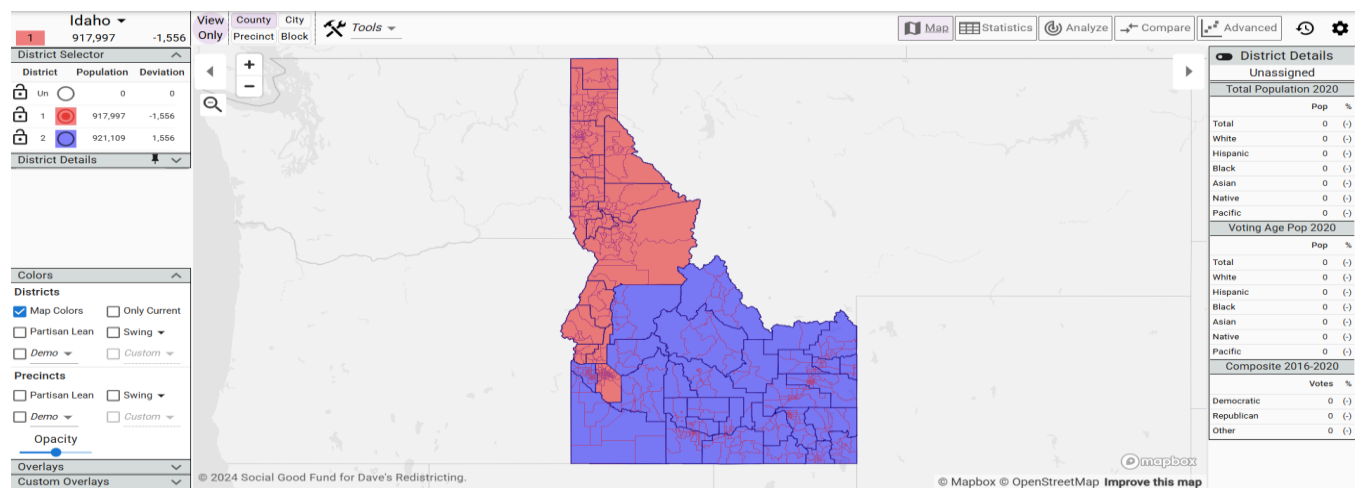 Idaho
1 917,997 -1,556
View Only
County City
Precinct Block
Tools
Map Statistics Analyze Compare Advanced
District Selector
District Population Deviation
Un 0 0
1 917,997 -1,556
2 921,109 1,556
District Details
Colors
Districts
Map Colors Only Current
Partisan Lean Swing
Demo Custom
Precincts
Partisan Lean Swing
Demo Custom
Opacity
Overlays
Custom Overlays
+
−
© 2024 Social Good Fund for Dave's Redistricting.
mapbox
© Mapbox © OpenStreetMap Improve this map
District Details
Unassigned
Total Population 2020
Pop %
Total 0 (-)
White 0 (-)
Hispanic 0 (-)
Black 0 (-)
Asian 0 (-)
Native 0 (-)
Pacific 0 (-)
Voting Age Pop 2020
Pop %
Total 0 (-)
White 0 (-)
Hispanic 0 (-)
Black 0 (-)
Asian 0 (-)
Native 0 (-)
Pacific 0 (-)
Composite 2016-2020
Votes %
Democratic 0 (-)
Republican 0 (-)
Other 0 (-)